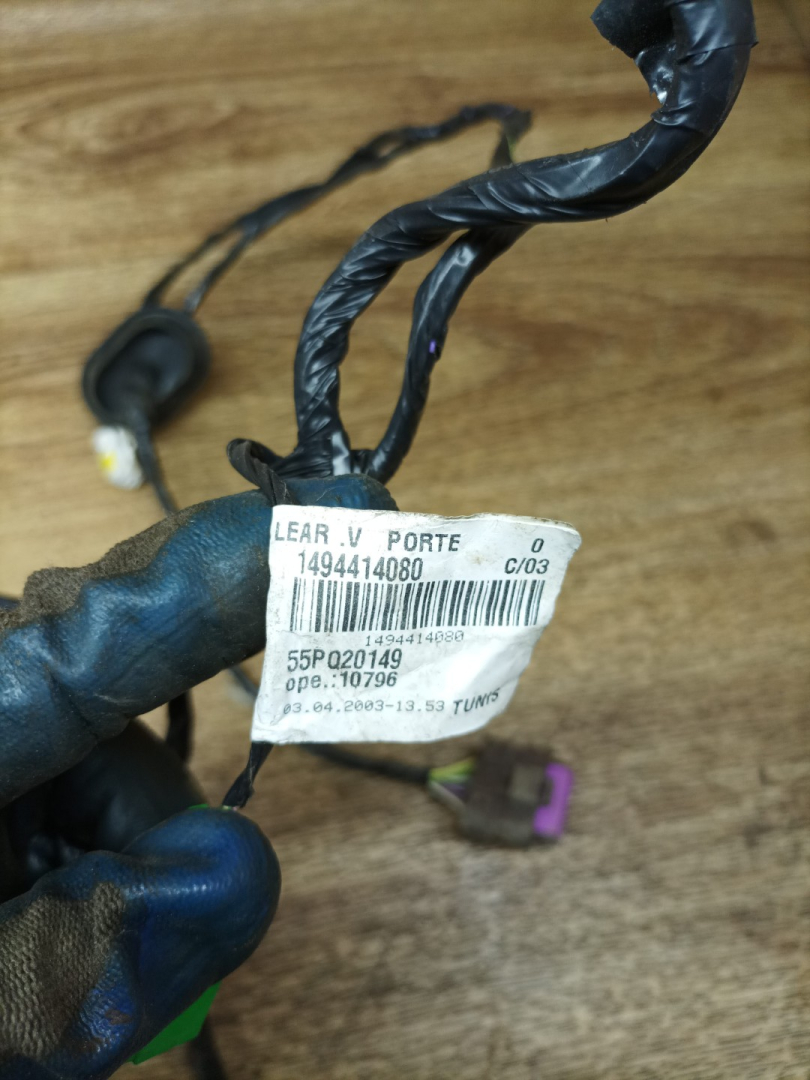 LEAR .V PORTE 0
1494414080 C/03
1494414080
55PQ20149
ope.:10796
03.04.2003-13.53 TUNIS